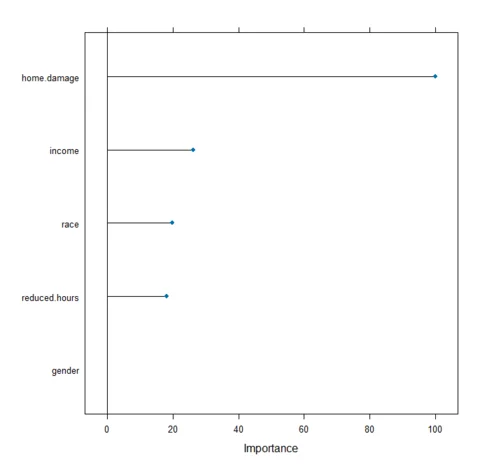 home.damage
income
race
reduced.hours
gender
0 20 40 60 80 100
Importance